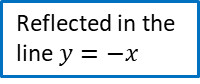 Reflected in the
line y = −x